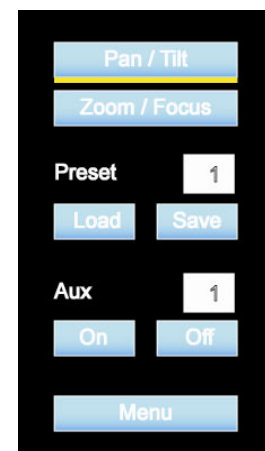 Pan / Tilt
Zoom / Focus
Preset 1
Load Save
Aux 1
On Off
Menu